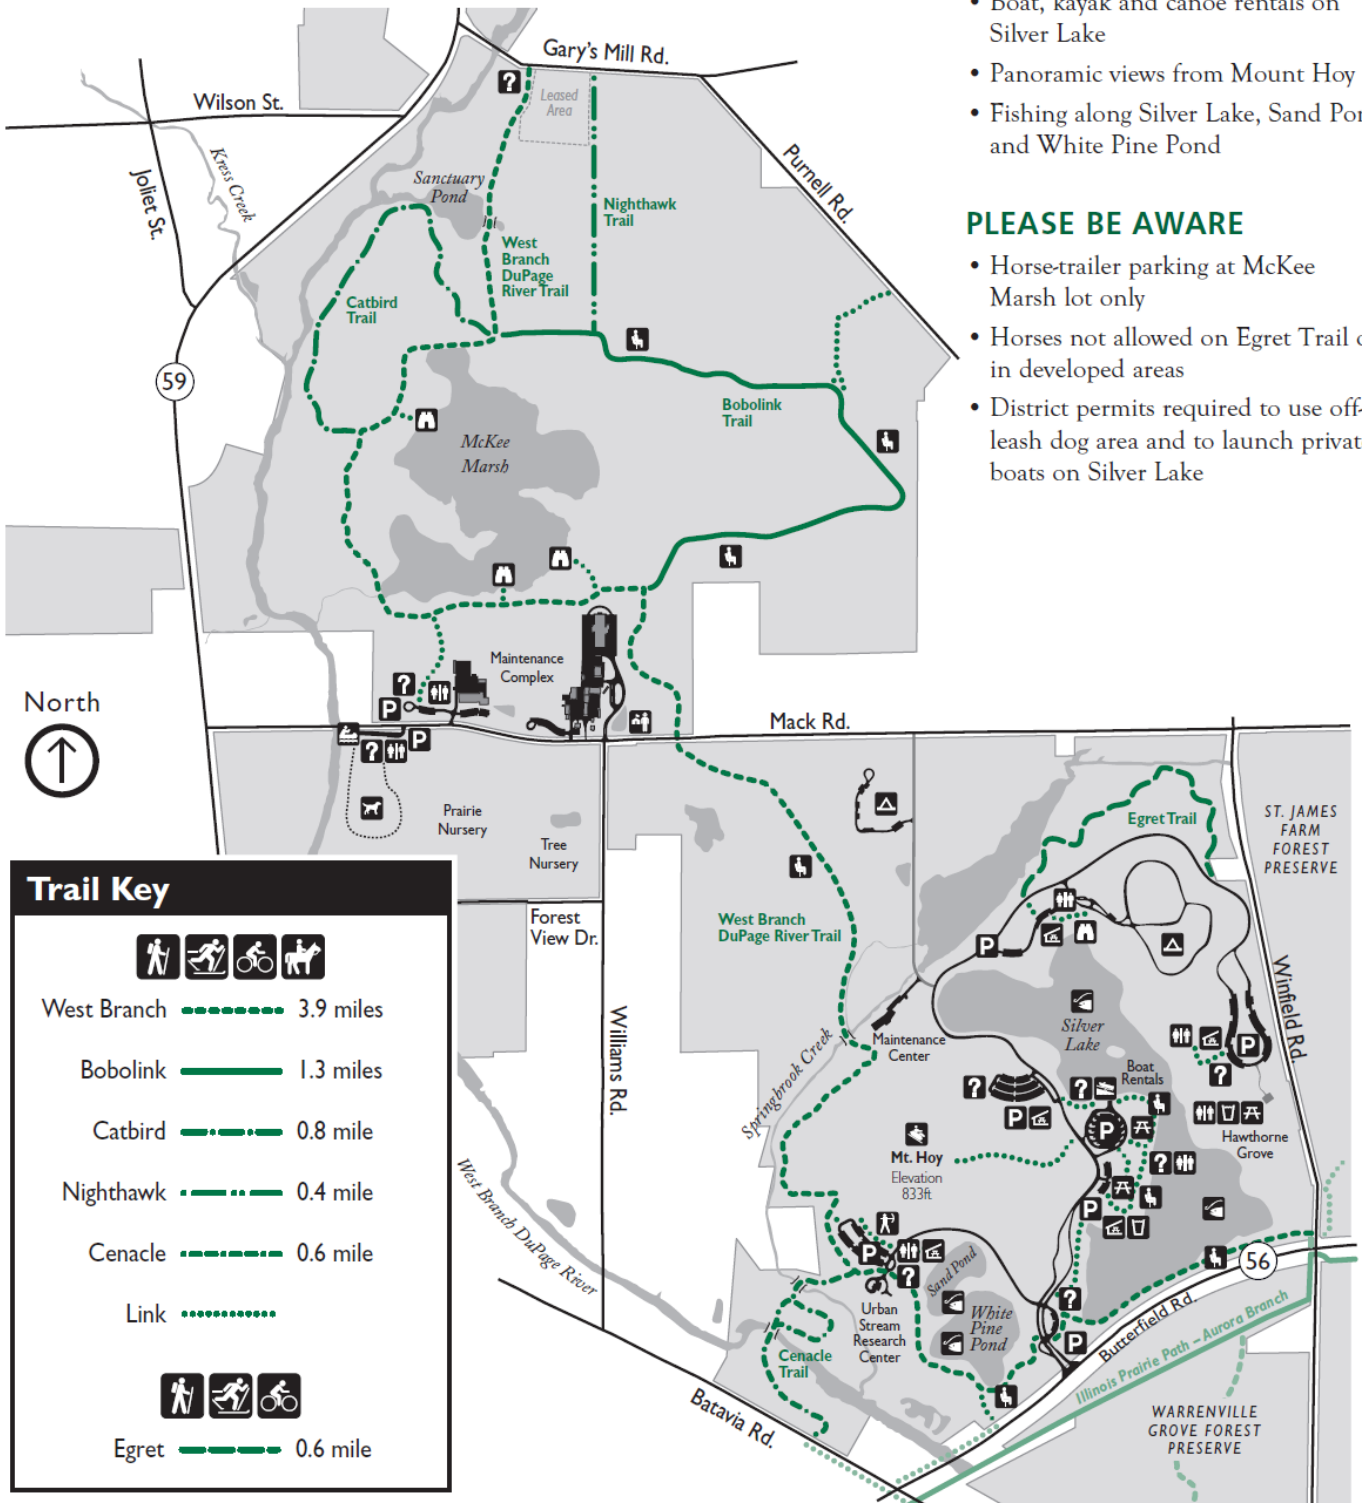 • Boat, kayak and canoe rentals on
Silver Lake
• Panoramic views from Mount Hoy
• Fishing along Silver Lake, Sand
and White Pine Pond
PLEASE BE AWARE
• Horse-trailer parking at McKee
Marsh lot only
• Horses not allowed on Egret Trail
in developed areas
• District permits required to use off-
leash dog area and to launch
boats on Silver Lake
Gary's Mill Rd.
?
Leased
Area
Wilson St.
Kress Creek
Joliet St.
Purnell Rd.
Sanctuary
Pond
Nighthawk
Trail
West
Branch
DuPage
River Trail
Catbird
Trail
59
Bobolink
Trail
McKee
Marsh
North
Maintenance
Complex
?
P
Mack Rd.
P
?
Prairie
Nursery
Tree
Nursery
Egret Trail
ST. JAMES
FARM
FOREST
PRESERVE
Forest
View Dr.
West Branch
DuPage River Trail
P
Winfield Rd.
Williams Rd.
Silver
Lake
Maintenance
Center
P
?
Springbrook Creek
Boat
Rentals
?
?
P
P
Hawthorne
Grove
Mt. Hoy
Elevation
833ft
?
P
West Branch DuPage River
P
?
Sand Pond
White
Pine
Pond
Urban
Stream
Research
Center
?
P
56
Butterfield Rd.
Illinois Prairie Path – Aurora Branch
Cenacle
Trail
Batavia Rd.
WARRENVILLE
GROVE FOREST
PRESERVE
Trail Key
West Branch 3.9 miles
Bobolink 1.3 miles
Catbird 0.8 mile
Nighthawk 0.4 mile
Cenacle 0.6 mile
Link
Egret 0.6 mile